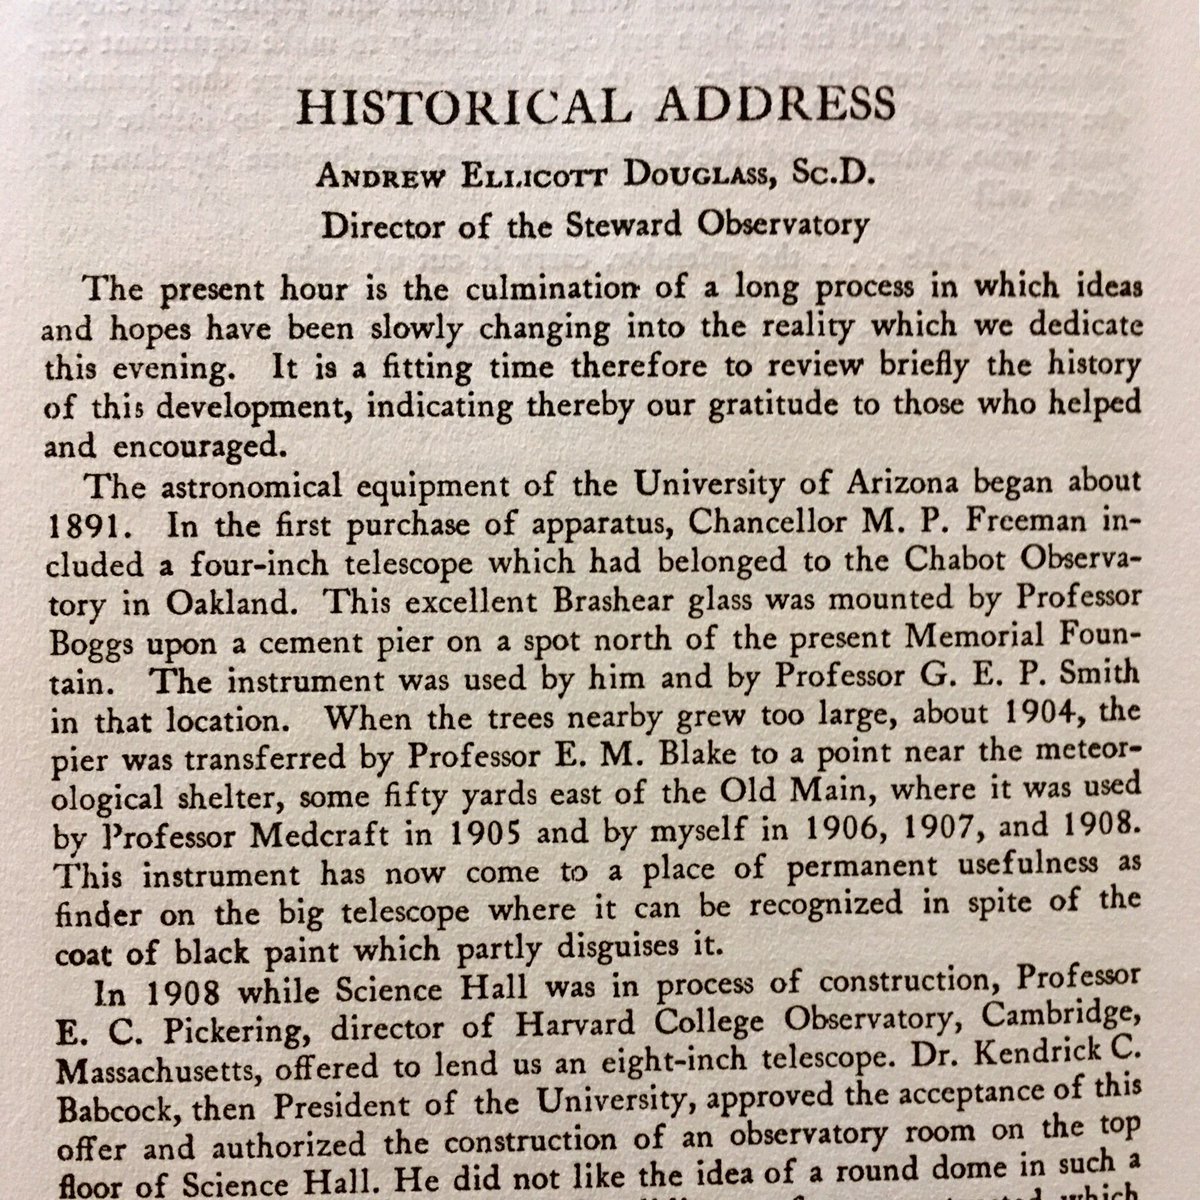 HISTORICAL ADDRESS
ANDREW ELLICOTT DOUGLASS, SC.D.
Director of the Steward Observatory
The present hour is the culmination of a long process in which ideas
and hopes have been slowly changing into the reality which we dedicate
this evening. It is a fitting time therefore to review briefly the history
of this development, indicating thereby our gratitude to those who helped
and encouraged.
The astronomical equipment of the University of Arizona began about
1891. In the first purchase of apparatus, Chancellor M. P. Freeman in-
cluded a four-inch telescope which had belonged to the Chabot Observa-
tory in Oakland. This excellent Brashear glass was mounted by Professor
Boggs upon a cement pier on a spot north of the present Memorial Foun-
tain. The instrument was used by him and by Professor G. E. P. Smith
in that location. When the trees nearby grew too large, about 1904, the
pier was transferred by Professor E. M. Blake to a point near the meteor-
ological shelter, some fifty yards east of the Old Main, where it was used
by Professor Medcraft in 1905 and by myself in 1906, 1907, and 1908.
This instrument has now come to a place of permanent usefulness as
finder on the big telescope where it can be recognized in spite of the
coat of black paint which partly disguises it.
In 1908 while Science Hall was in process of construction, Professor
E. C. Pickering, director of Harvard College Observatory, Cambridge,
Massachusetts, offered to lend us an eight-inch telescope. Dr. Kendrick C.
Babcock, then President of the University, approved the acceptance of this
offer and authorized the construction of an observatory room on the top
floor of Science Hall. He did not like the idea of a round dome in such a
which